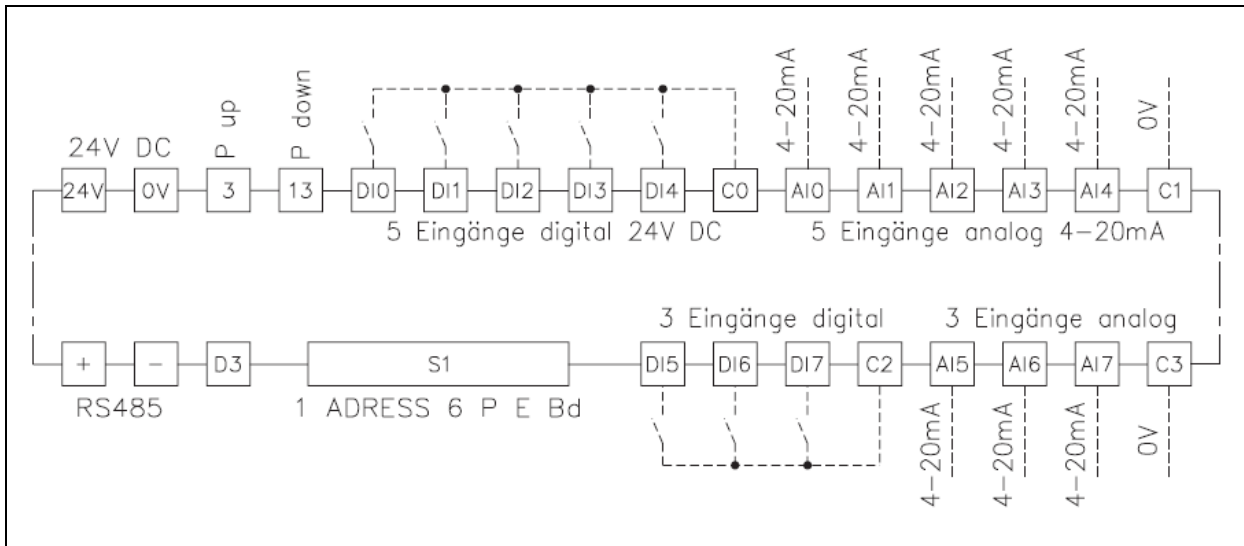 P up
P down
4-20mA
4-20mA
4-20mA
4-20mA
4-20mA
0V
24V DC
24V
0V
3
13
DI0
DI1
DI2
DI3
DI4
C0
AI0
AI1
AI2
AI3
AI4
C1
5 Eingänge digital 24V DC
5 Eingänge analog 4-20mA
3 Eingänge digital
3 Eingänge analog
+
-
D3
S1
DI5
DI6
DI7
C2
AI5
AI6
AI7
C3
RS485
1 ADRESS 6 P E Bd
4-20mA
4-20mA
4-20mA
0V